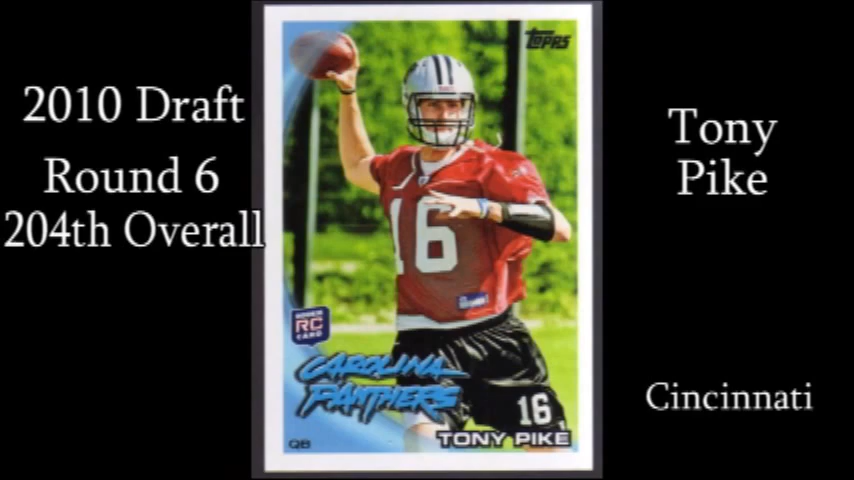 2010 Draft
Round 6
204th Overall
TOPPS
16
ROOKIE
RC
CARD
CAROLINA
PANTHERS
16
QB
TONY PIKE
Tony
Pike
Cincinnati